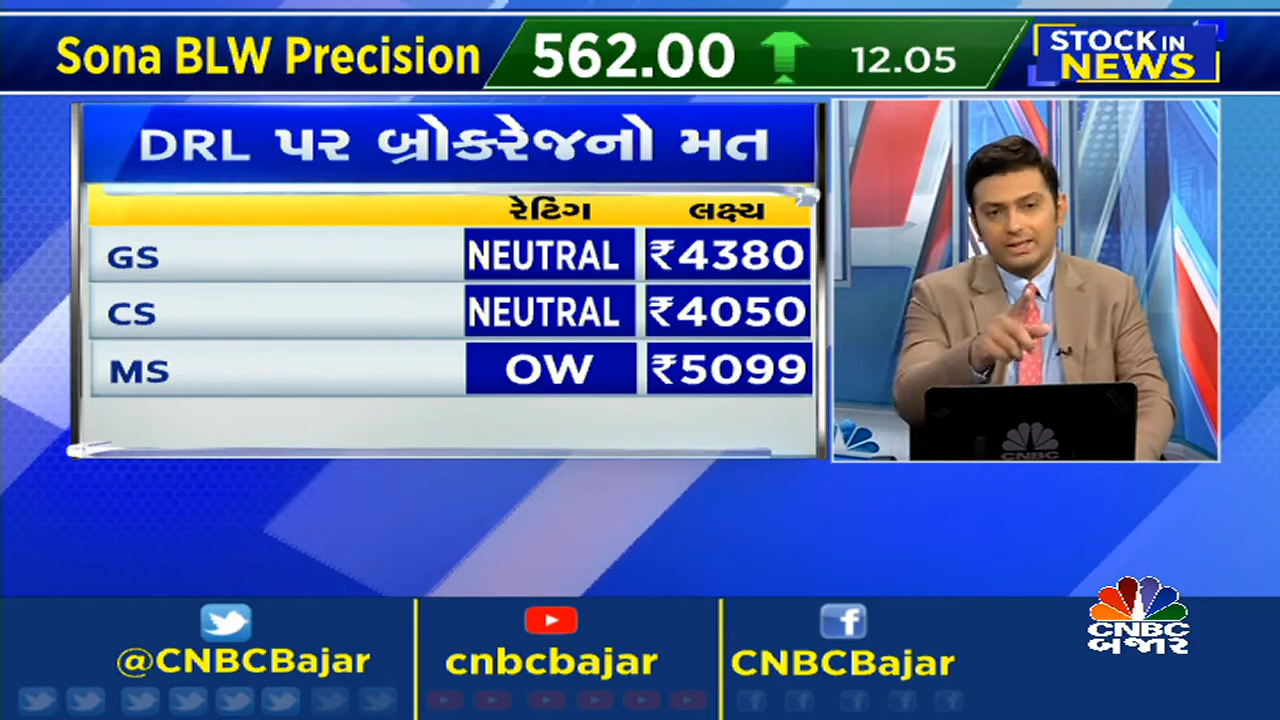 Sona BLW Precision 562.00 12.05
STOCK IN
NEWS
DRL પર બ્રોકરેજનો મત
રેટિંગ લક્ષ્ય
GS NEUTRAL ₹4380
CS NEUTRAL ₹4050
MS OW ₹5099
CNBC
CNBC
બજાર
@CNBCBajar cnbcbajar CNBCBajar